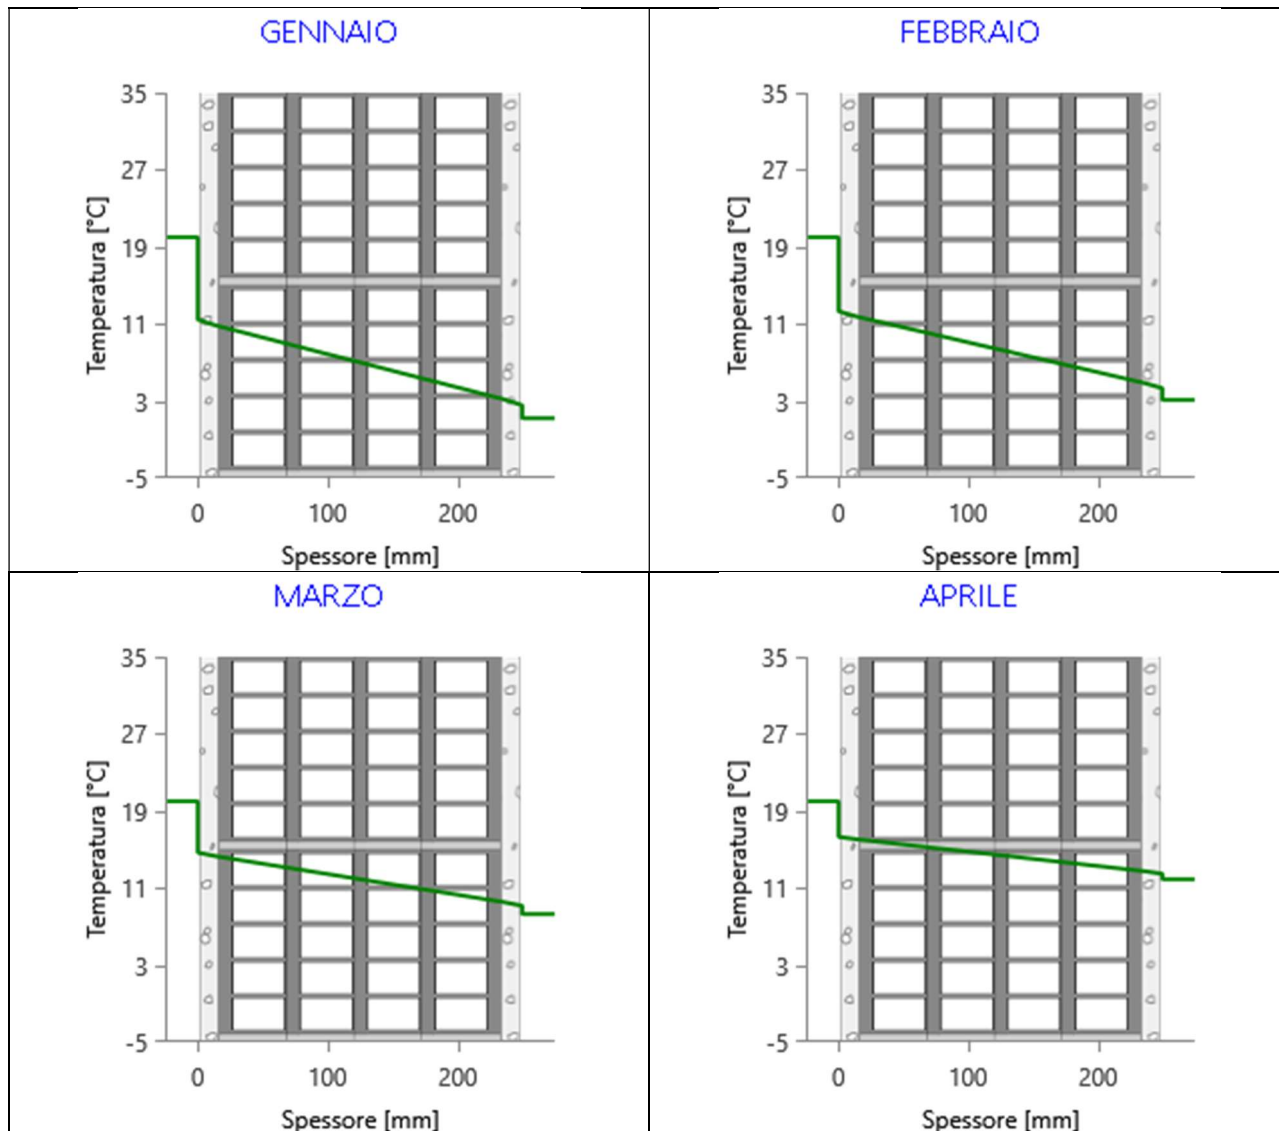 GENNAIO
35
27
19
11
3
-5
Temperatura [°C]
0 100 200
Spessore [mm]
FEBBRAIO
35
27
19
11
3
-5
Temperatura [°C]
0 100 200
Spessore [mm]
MARZO
35
27
19
11
3
-5
Temperatura [°C]
0 100 200
Spessore [mm]
APRILE
35
27
19
11
3
-5
Temperatura [°C]
0 100 200
Spessore [mm]